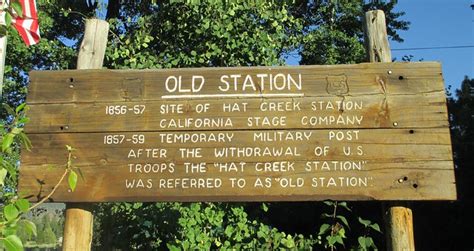 OLD STATION
1856-57 SITE OF HAT CREEK STATION
CALIFORNIA STAGE COMPANY
1857-59 TEMPORARY MILITARY POST
AFTER THE WITHDRAWAL OF U.S
TROOPS THE "HAT CREEK STATION"
WAS REFERRED TO AS "OLD STATION"